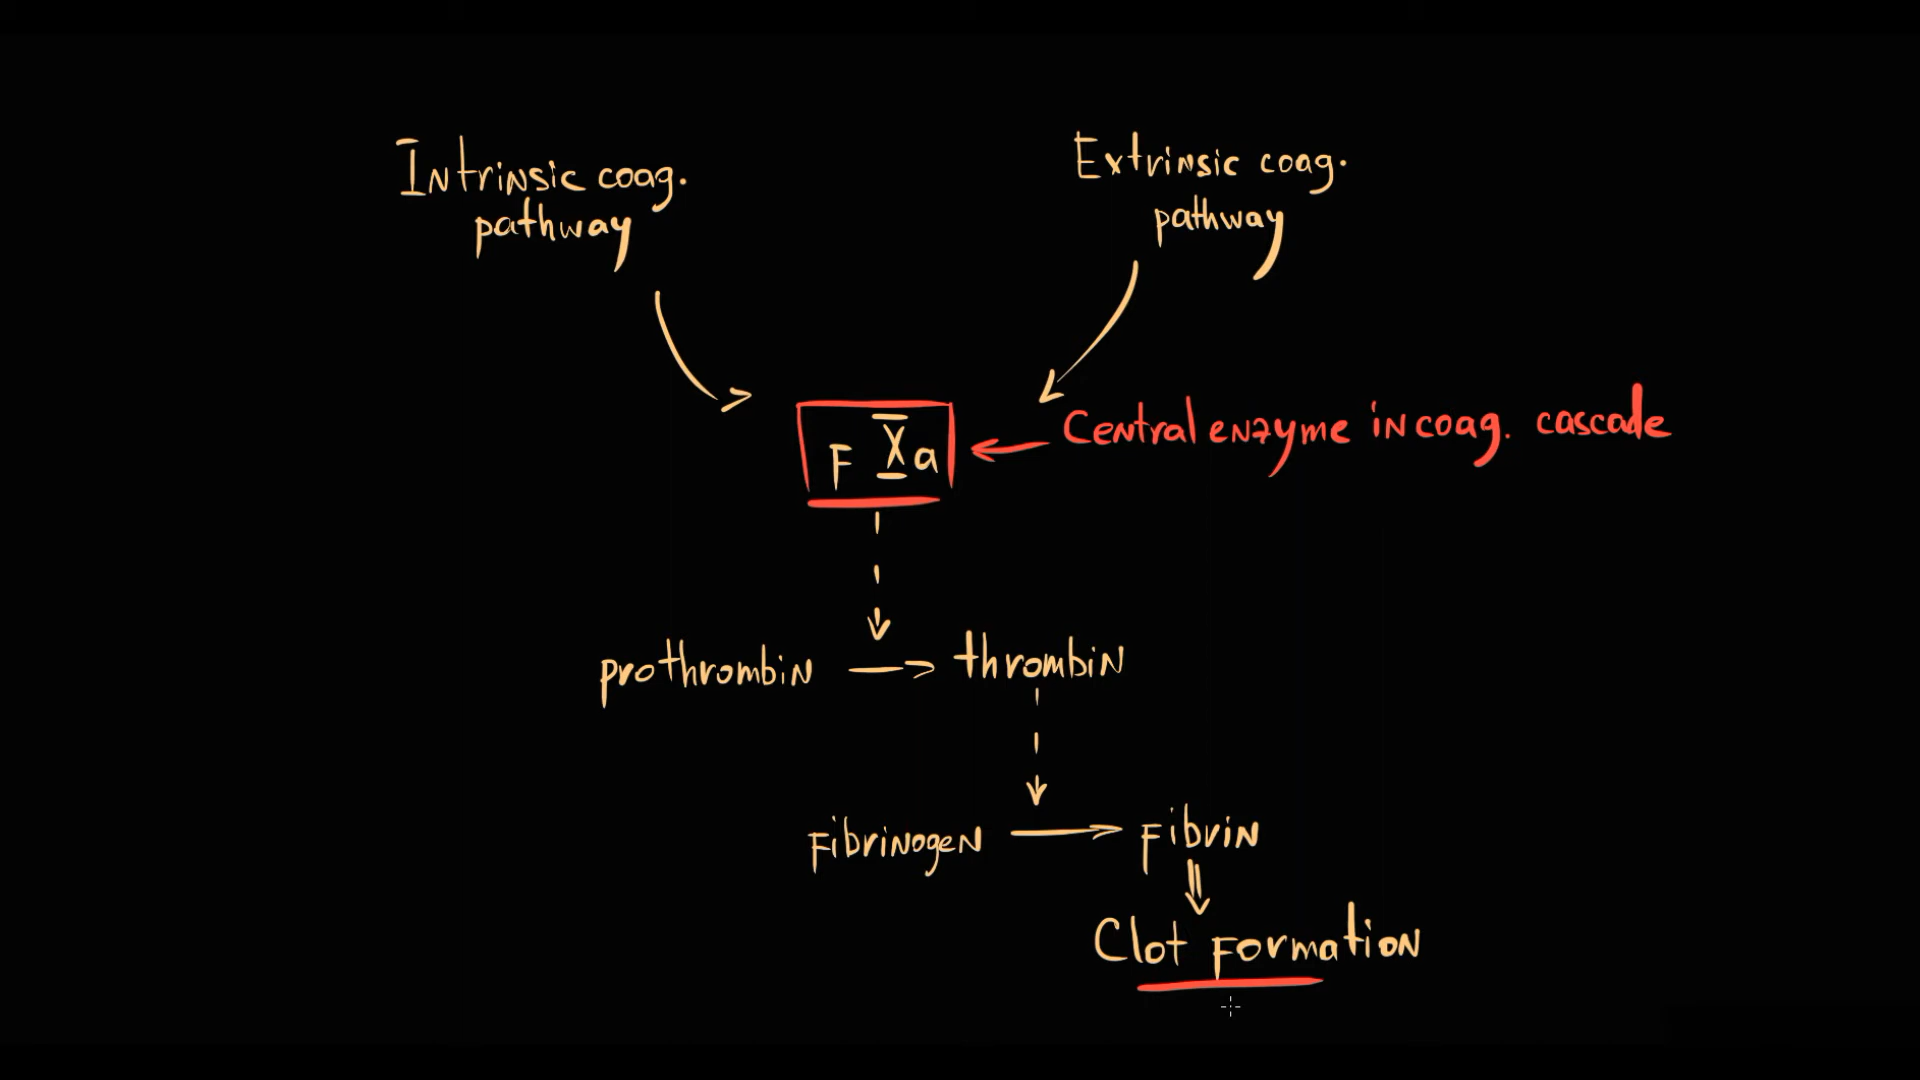 Intrinsic coag.
pathway
Extrinsic coag.
pathway
F Xa
Central enzyme in coag. cascade
prothrombin
thrombin
Fibrinogen
Fibrin
Clot Formation